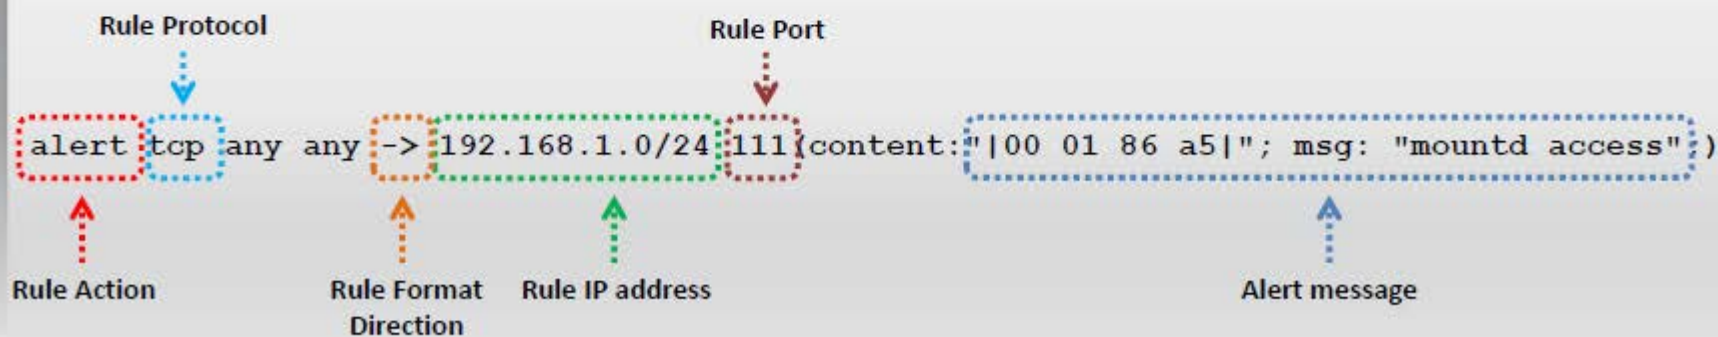 Rule Protocol
Rule Port
alert tcp any any -> 192.168.1.0/24 111(content:"|00 01 86 a5|"; msg: "mountd access";)
Rule Action
Rule Format
Direction
Rule IP address
Alert message